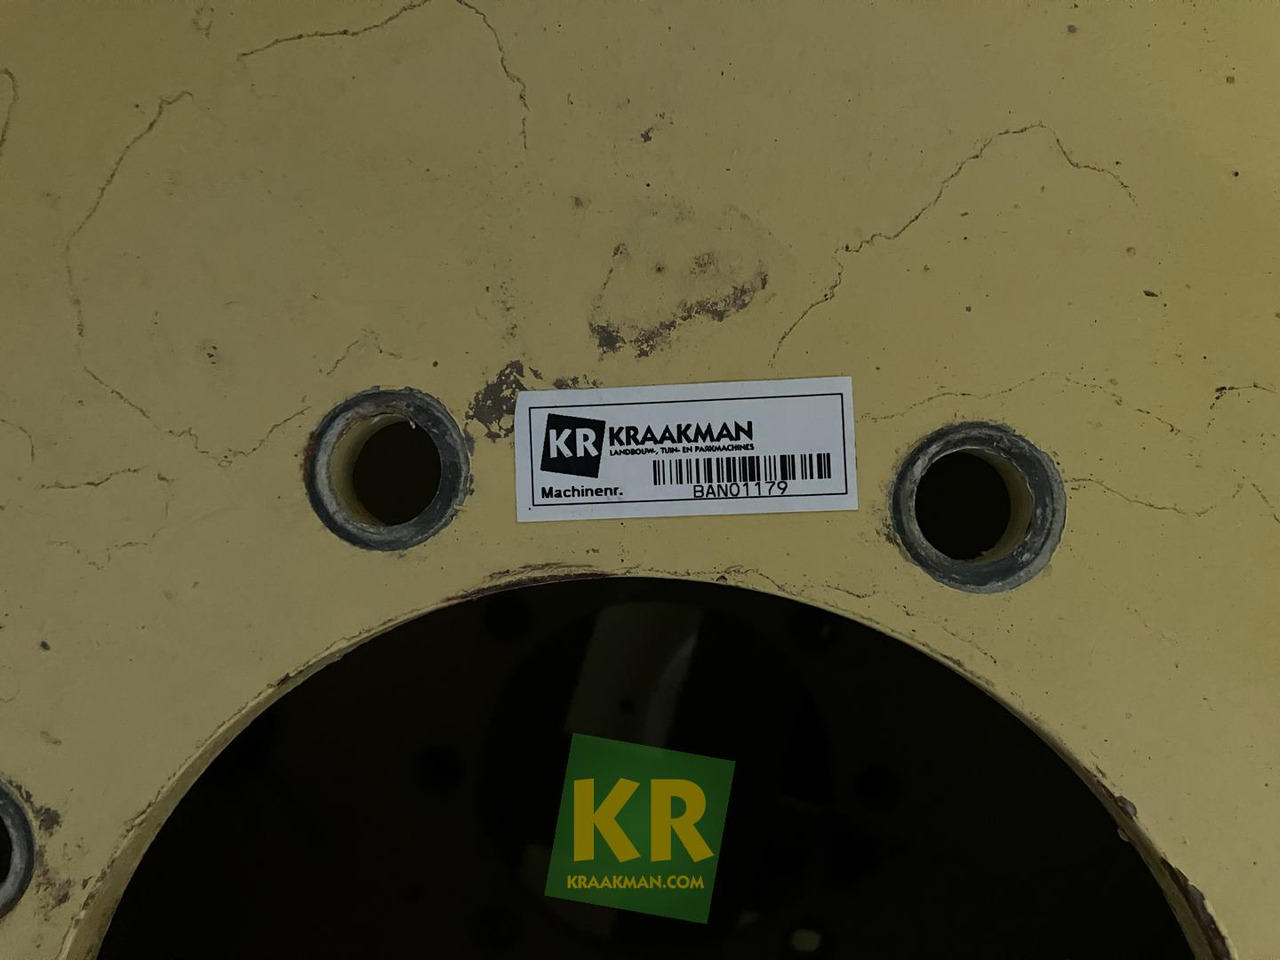 KR KRAAKMAN
LANDBOUW-, TUIN- EN PARKMACHINES
Machinenr. BAN01179
KR
KRAAKMAN.COM